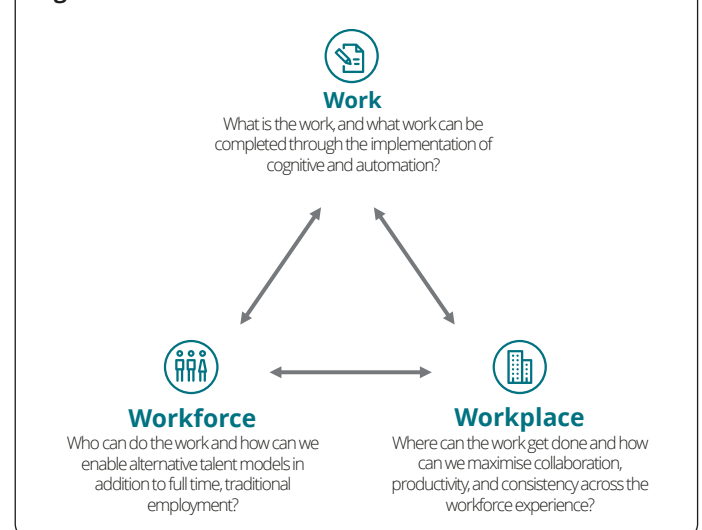 Work
What is the work, and what work can be
completed through the implementation of
cognitive and automation?
Workforce
Who can do the work and how can we
enable alternative talent models in
addition to full time, traditional
employment?
Workplace
Where can the work get done and how
can we maximise collaboration,
productivity, and consistency across the
workforce experience?